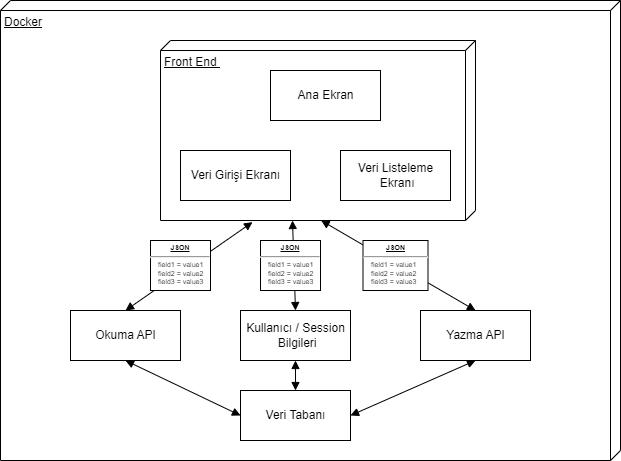 Docker
Front End
Ana Ekran
Veri Girişi Ekranı
Veri Listeleme
Ekranı
JSON
field1 = value1
field2 = value2
field3 = value3
JSON
field1 = value1
field2 = value2
field3 = value3
JSON
field1 = value1
field2 = value2
field3 = value3
Okuma API
Kullanıcı / Session
Bilgileri
Yazma API
Veri Tabanı